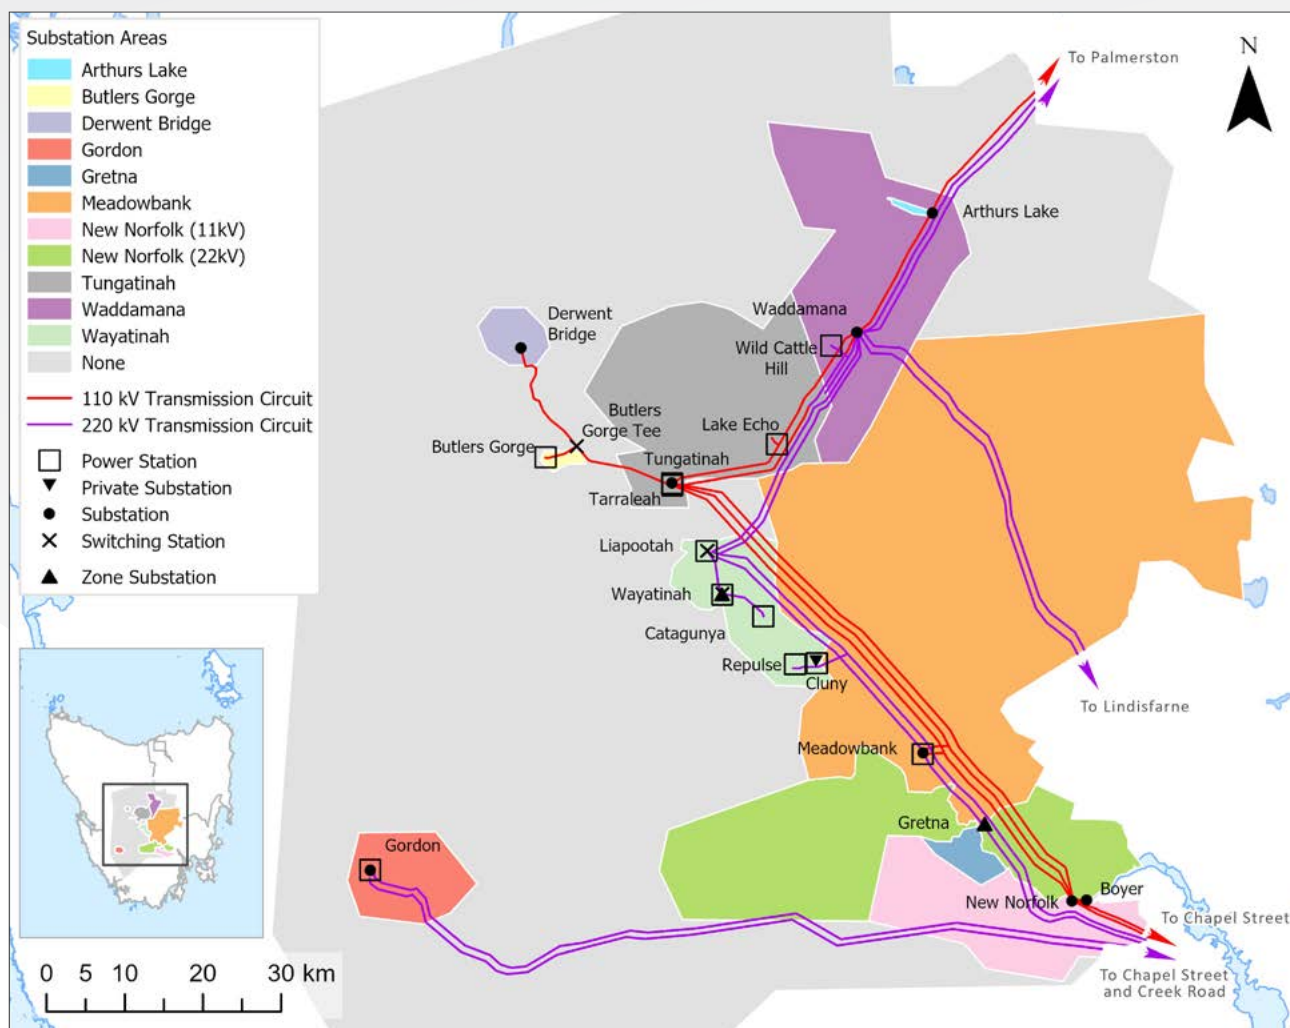 Substation Areas
Arthurs Lake
Butlers Gorge
Derwent Bridge
Gordon
Gretna
Meadowbank
New Norfolk (11kV)
New Norfolk (22kV)
Tungatinah
Waddamana
Wayatinah
None
110 kV Transmission Circuit
220 kV Transmission Circuit
Power Station
Private Substation
Substation
Switching Station
Zone Substation
To Palmerston
N
Arthurs Lake
Waddamana
Derwent
Bridge
Wild Cattle
Hill
Butlers
Gorge Tee
Lake Echo
Butlers Gorge
Tungatinah
Tarraleah
Liapootah
Wayatinah
Catagunya
Repulse
Cluny
To Lindisfarne
Meadowbank
Gretna
Gordon
Boyer
New Norfolk
To Chapel Street
To Chapel Street
and Creek Road
0 5 10 20 30 km